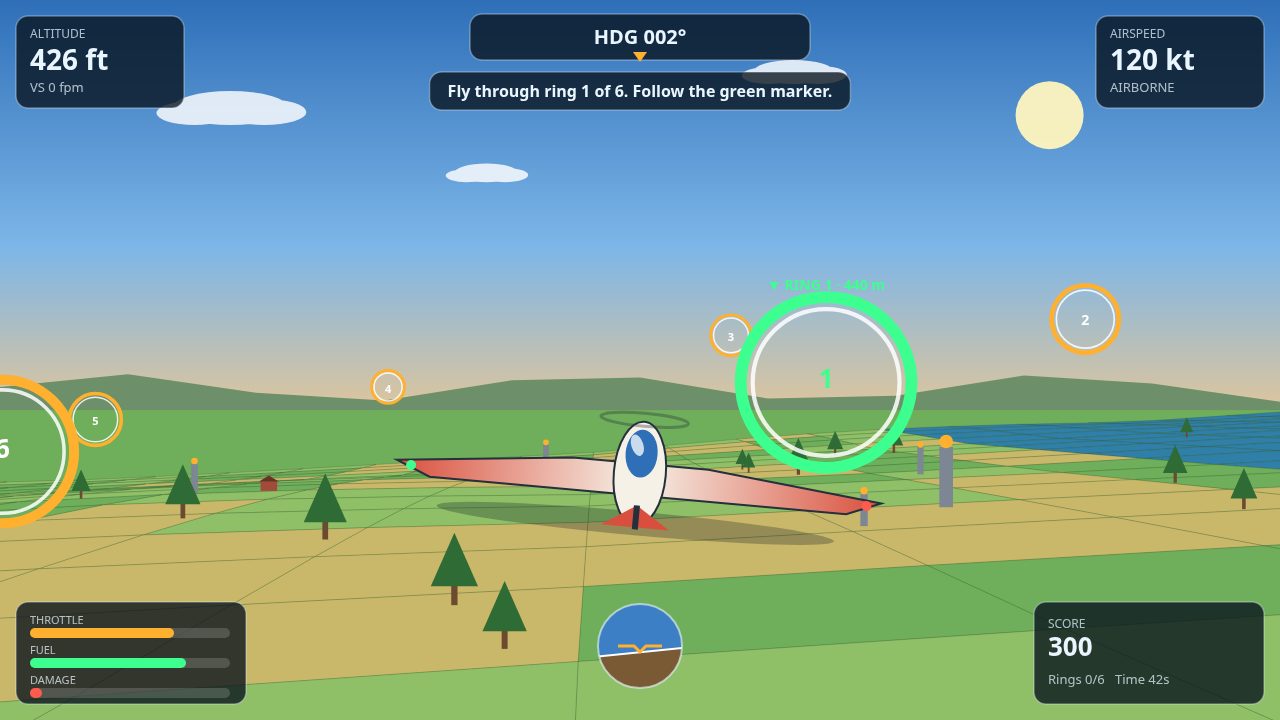 ALTITUDE
426 ft
VS 0 fpm
HDG 002°
Fly through ring 1 of 6. Follow the green marker.
AIRSPEED
120 kt
AIRBORNE
▼ RING 1 · 440 m
1
2
3
4
5
6
THROTTLE
FUEL
DAMAGE
SCORE
300
Rings 0/6 Time 42s